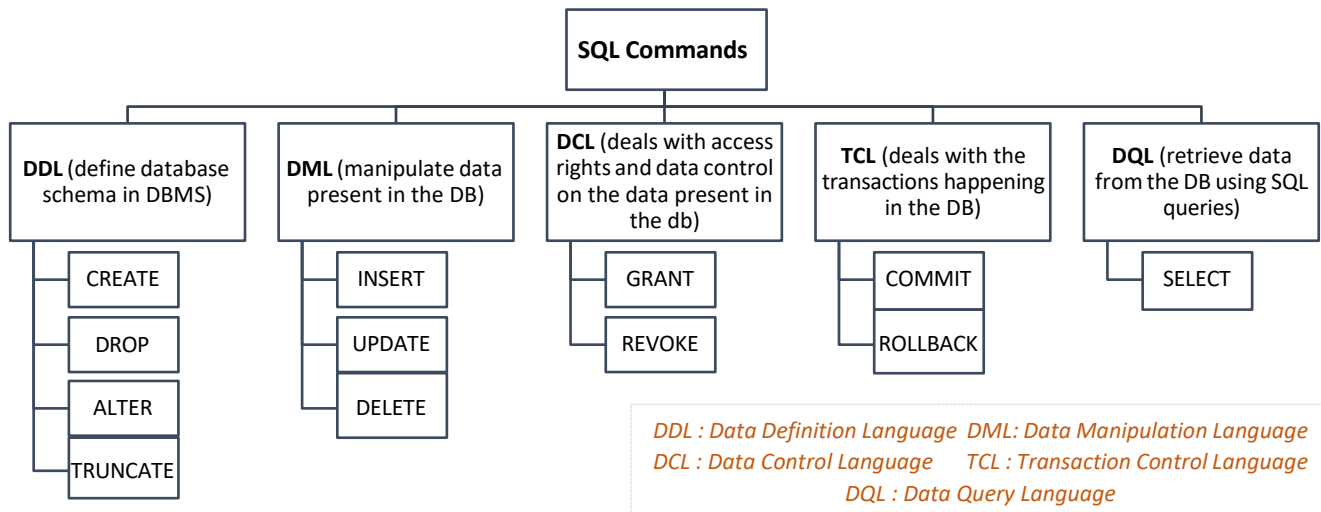 SQL Commands
DDL (define database
schema in DBMS)
DML (manipulate data
present in the DB)
DCL (deals with access
rights and data control
on the data present in
the db)
TCL (deals with the
transactions happening
in the DB)
DQL (retrieve data
from the DB using SQL
queries)
CREATE
DROP
ALTER
TRUNCATE
INSERT
UPDATE
DELETE
GRANT
REVOKE
COMMIT
ROLLBACK
SELECT
DDL : Data Definition Language DML: Data Manipulation Language
DCL : Data Control Language TCL : Transaction Control Language
DQL : Data Query Language